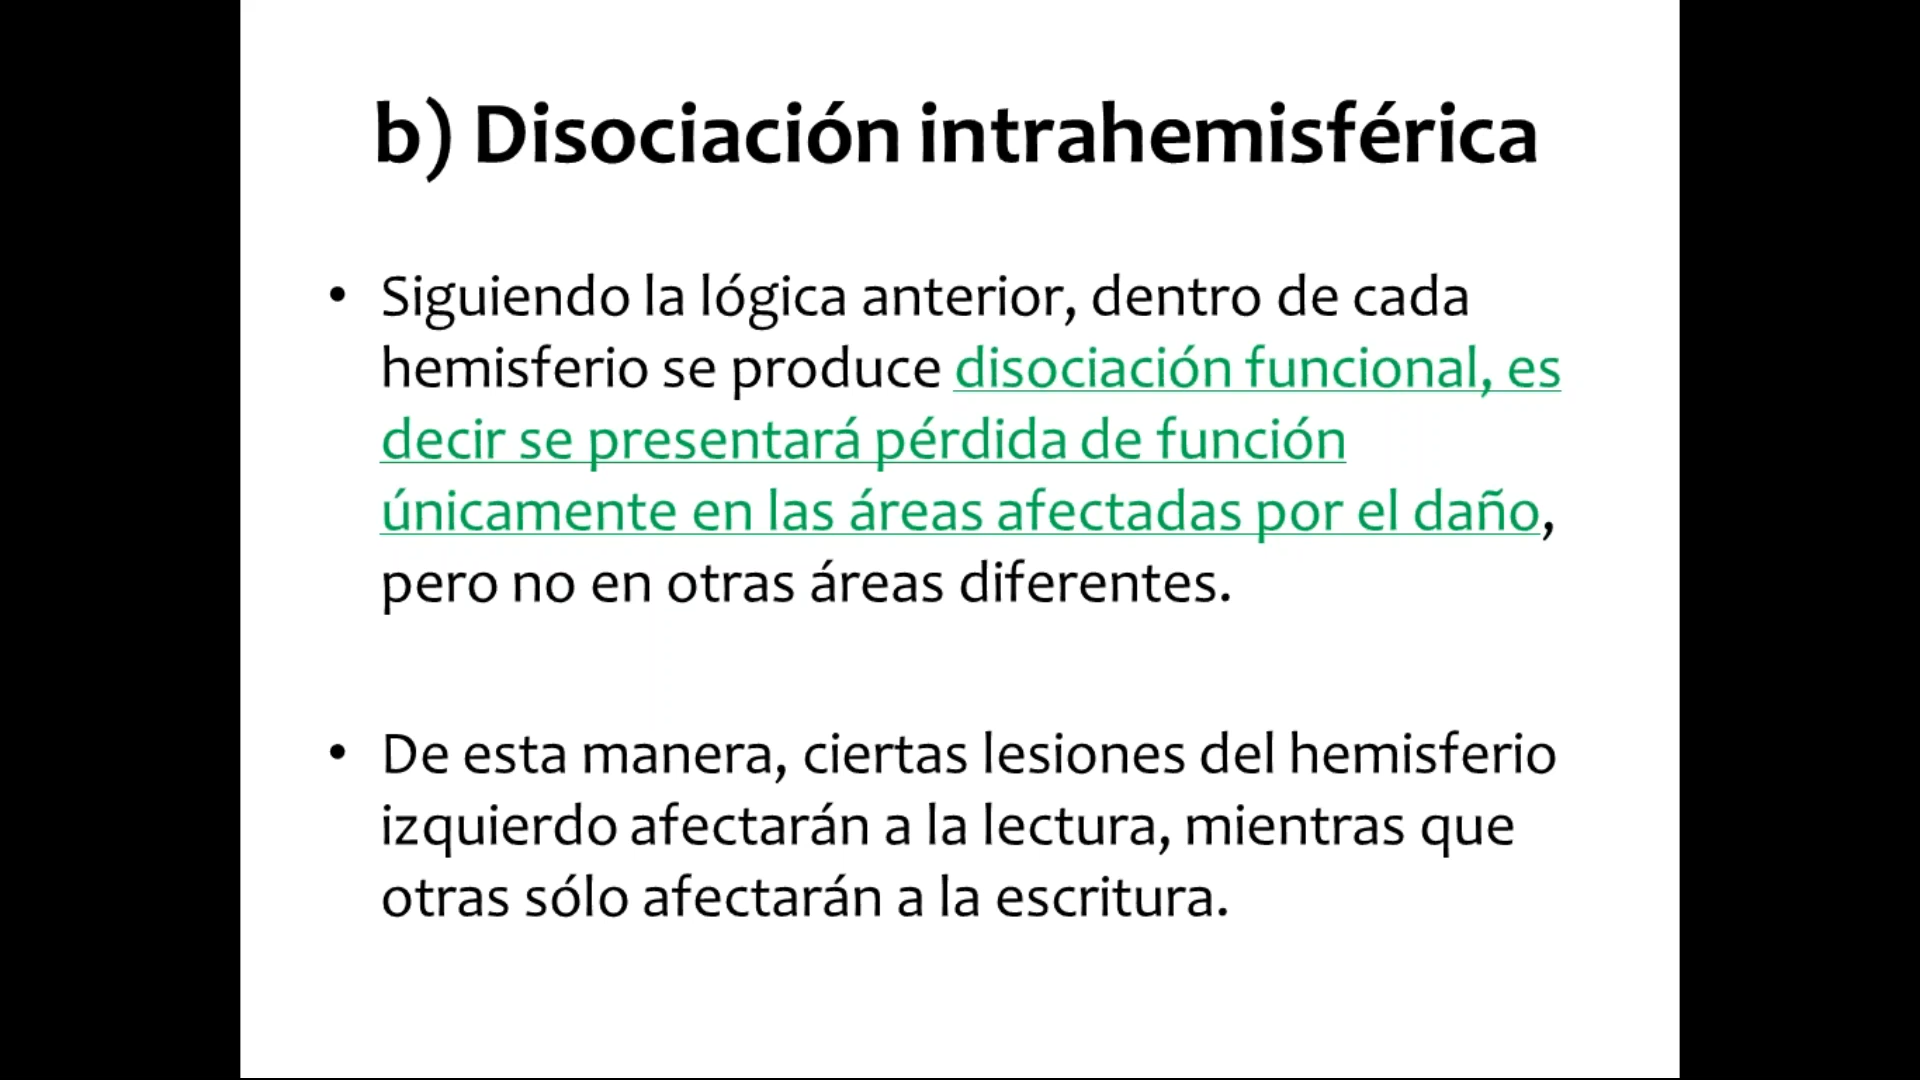 b) Disociación intrahemisférica
• Siguiendo la lógica anterior, dentro de cada
hemisferio se produce disociación funcional, es
decir se presentará pérdida de función
únicamente en las áreas afectadas por el daño,
pero no en otras áreas diferentes.
• De esta manera, ciertas lesiones del hemisferio
izquierdo afectarán a la lectura, mientras que
otras sólo afectarán a la escritura.